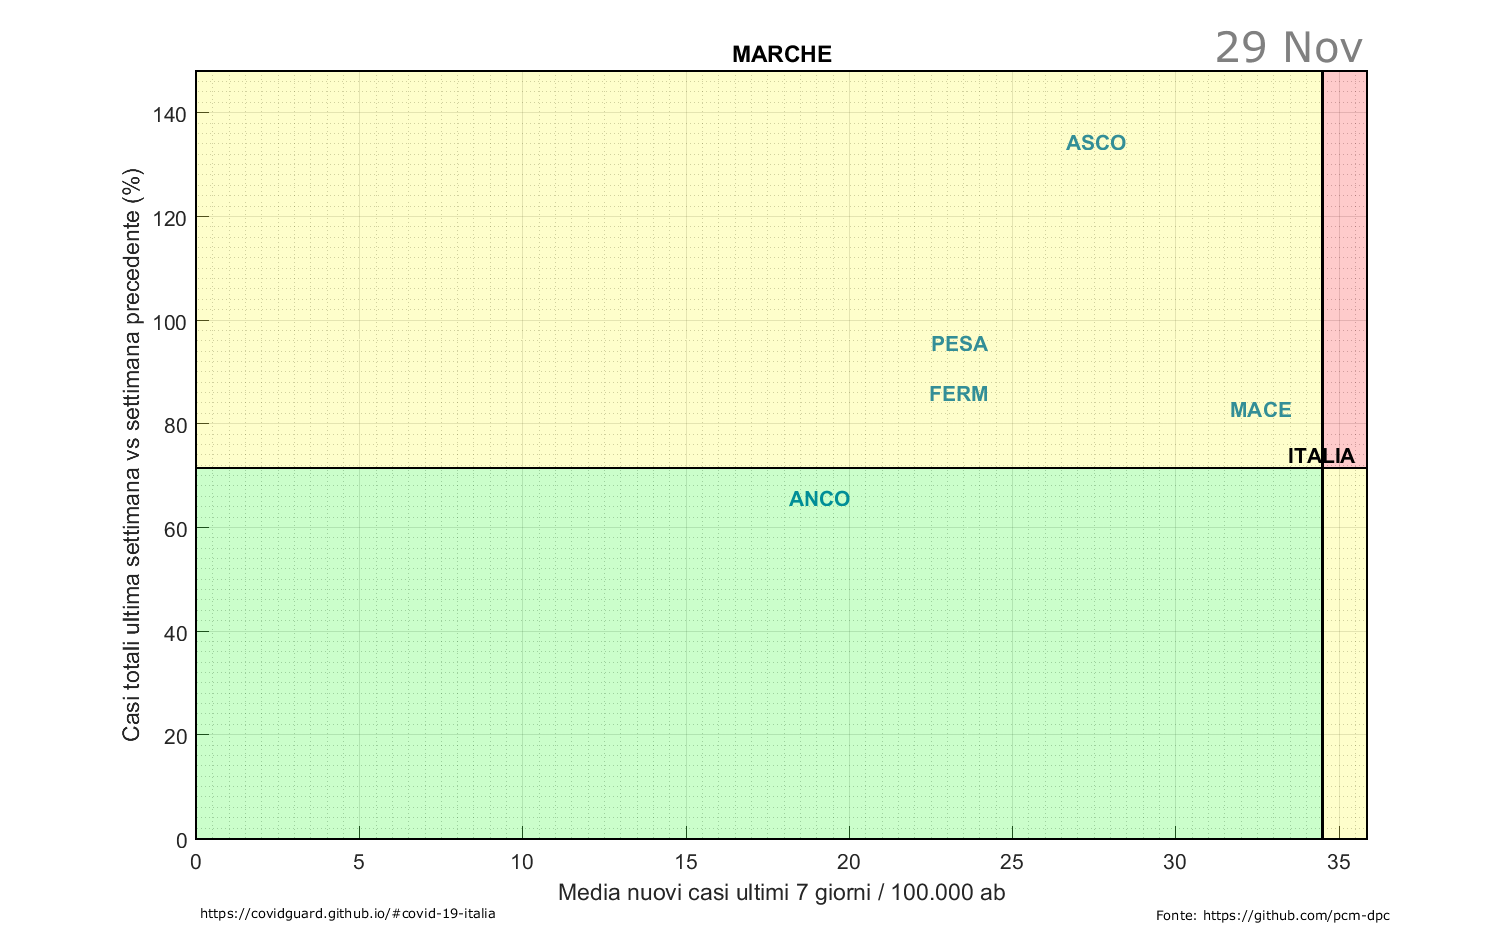 MARCHE
29 Nov
Casi totali ultima settimana vs settimana precedente (%)
140
120
100
80
60
40
20
0
ASCO
PESA
FERM
MACE
ITALIA
ANCO
0 5 10 15 20 25 30 35
Media nuovi casi ultimi 7 giorni / 100.000 ab
https://covidguard.github.io/#covid-19-italia
Fonte: https://github.com/pcm-dpc